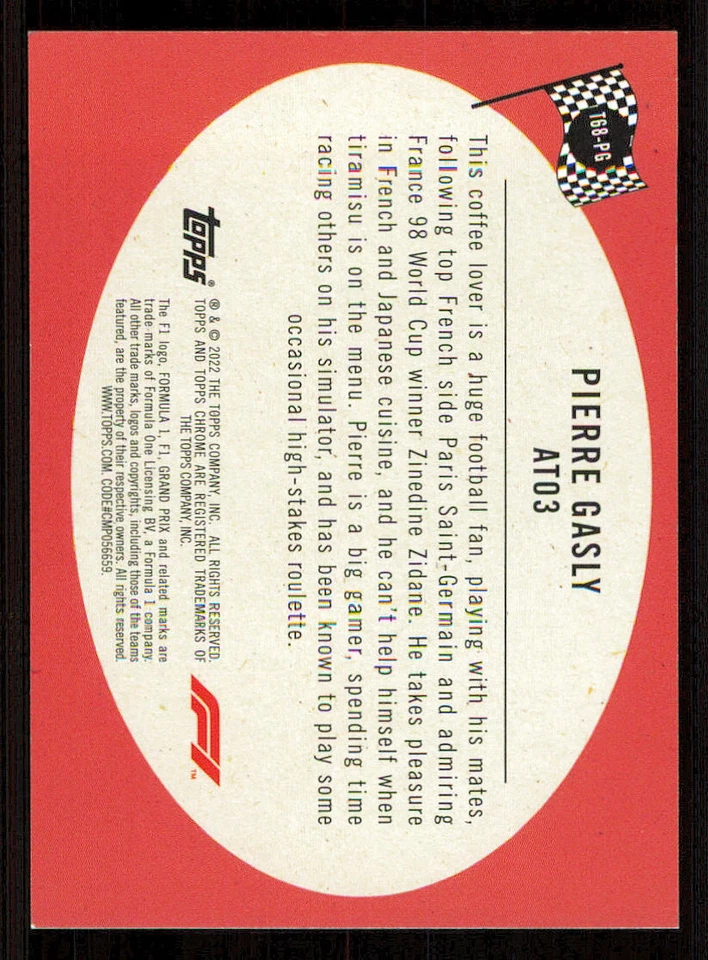 T68-PG
PIERRE GASLY
AT03
This coffee lover is a huge football fan, playing with his mates,
following top French side Paris Saint-Germain and admiring
France 98 World Cup winner Zinedine Zidane. He takes pleasure
in French and Japanese cuisine, and he can't help himself when
tiramisu is on the menu. Pierre is a big gamer, spending time
racing others on his simulator, and has been known to play some
occasional high-stakes roulette.
topps®
® & © 2022 THE TOPPS COMPANY, INC. ALL RIGHTS RESERVED.
TOPPS AND TOPPS CHROME ARE REGISTERED TRADEMARKS OF
THE TOPPS COMPANY, INC.
The F1 logo, FORMULA 1, F1, GRAND PRIX and related marks are
trade marks of Formula One Licensing BV, a Formula 1 company.
All other trade marks, logos and copyrights, including those of the teams
featured, are the property of their respective owners. All rights reserved.
WWW.TOPPS.COM. CODE#CMP056659.
F1™